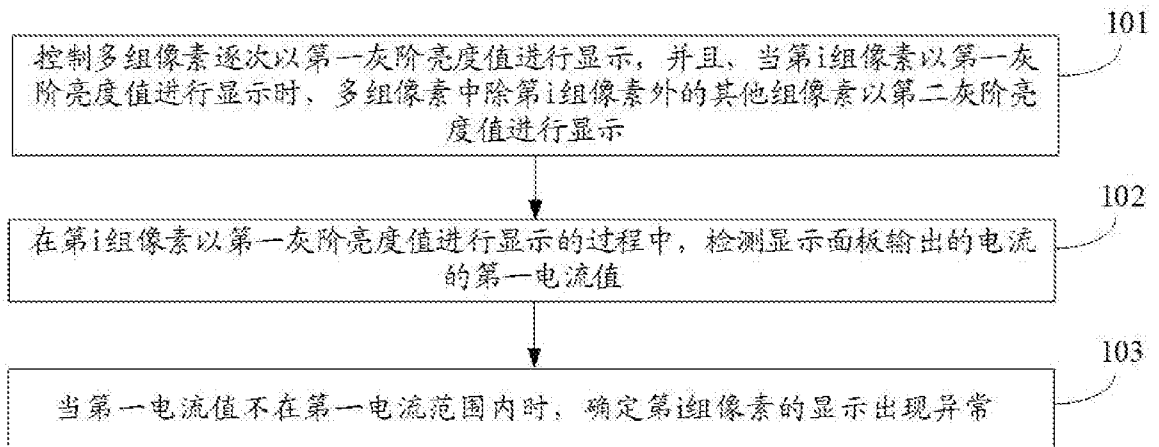 101
控制多组像素逐次以第一灰阶亮度值进行显示，并且，当第i组像素以第一灰
阶亮度值进行显示时，多组像素中除第i组像素外的其他组像素以第二灰阶亮
度值进行显示
102
在第i组像素以第一灰阶亮度值进行显示的过程中，检测显示面板输出的电流
的第一电流值
103
当第一电流值不在第一电流范围内时，确定第i组像素的显示出现异常